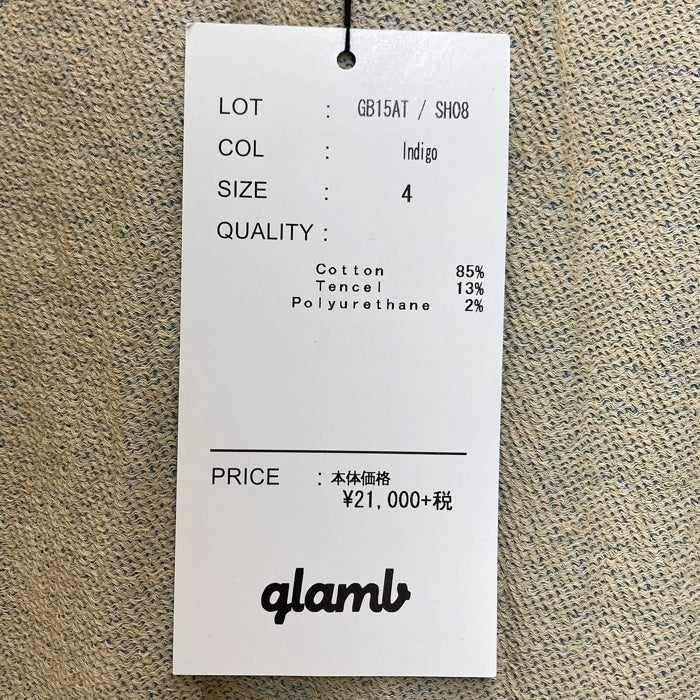 LOT : GB15AT / SH08
COL : Indigo
SIZE : 4
QUALITY :
Cotton 85%
Tencel 13%
Polyurethane 2%
PRICE : 本体価格
¥21,000+税
glamb